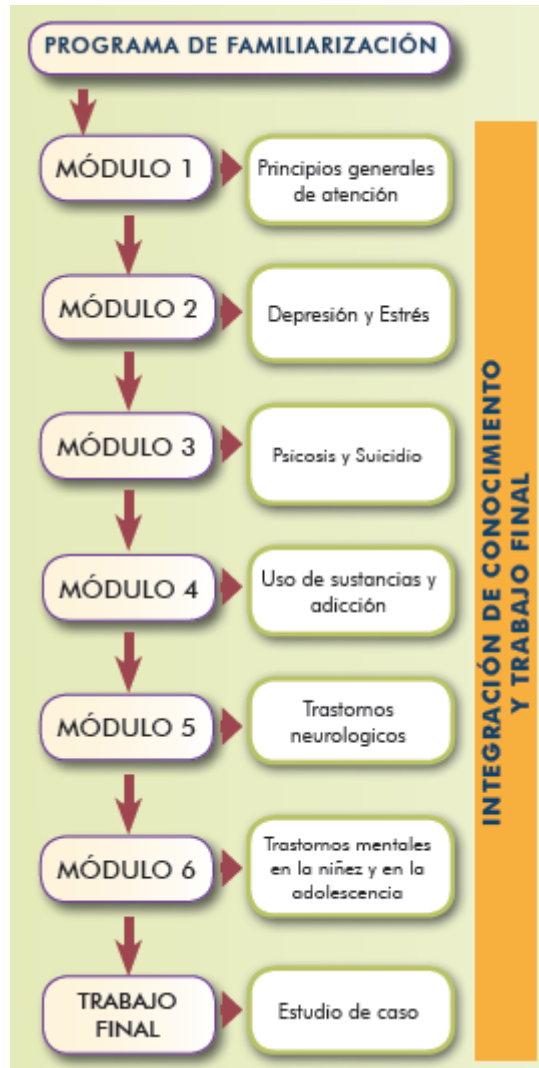 PROGRAMA DE FAMILIARIZACIÓN
MÓDULO 1
Principios generales
de atención
MÓDULO 2
Depresión y Estrés
MÓDULO 3
Psicosis y Suicidio
MÓDULO 4
Uso de sustancias y
adicción
MÓDULO 5
Trastornos
neurologicos
MÓDULO 6
Trastornos mentales
en la niñez y en la
adolescencia
TRABAJO
FINAL
Estudio de caso
INTEGRACIÓN DE CONOCIMIENTO
Y TRABAJO FINAL